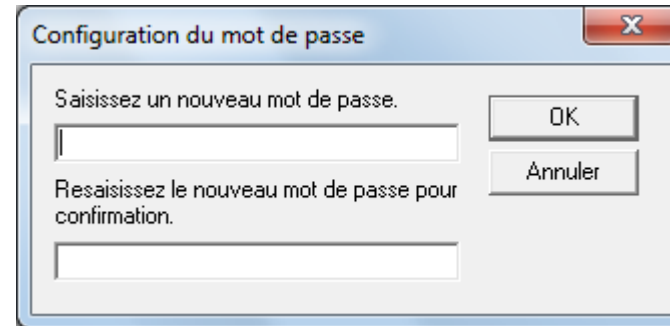 Configuration du mot de passe
Saisissez un nouveau mot de passe.
OK
Annuler
Resaisissez le nouveau mot de passe pour
confirmation.